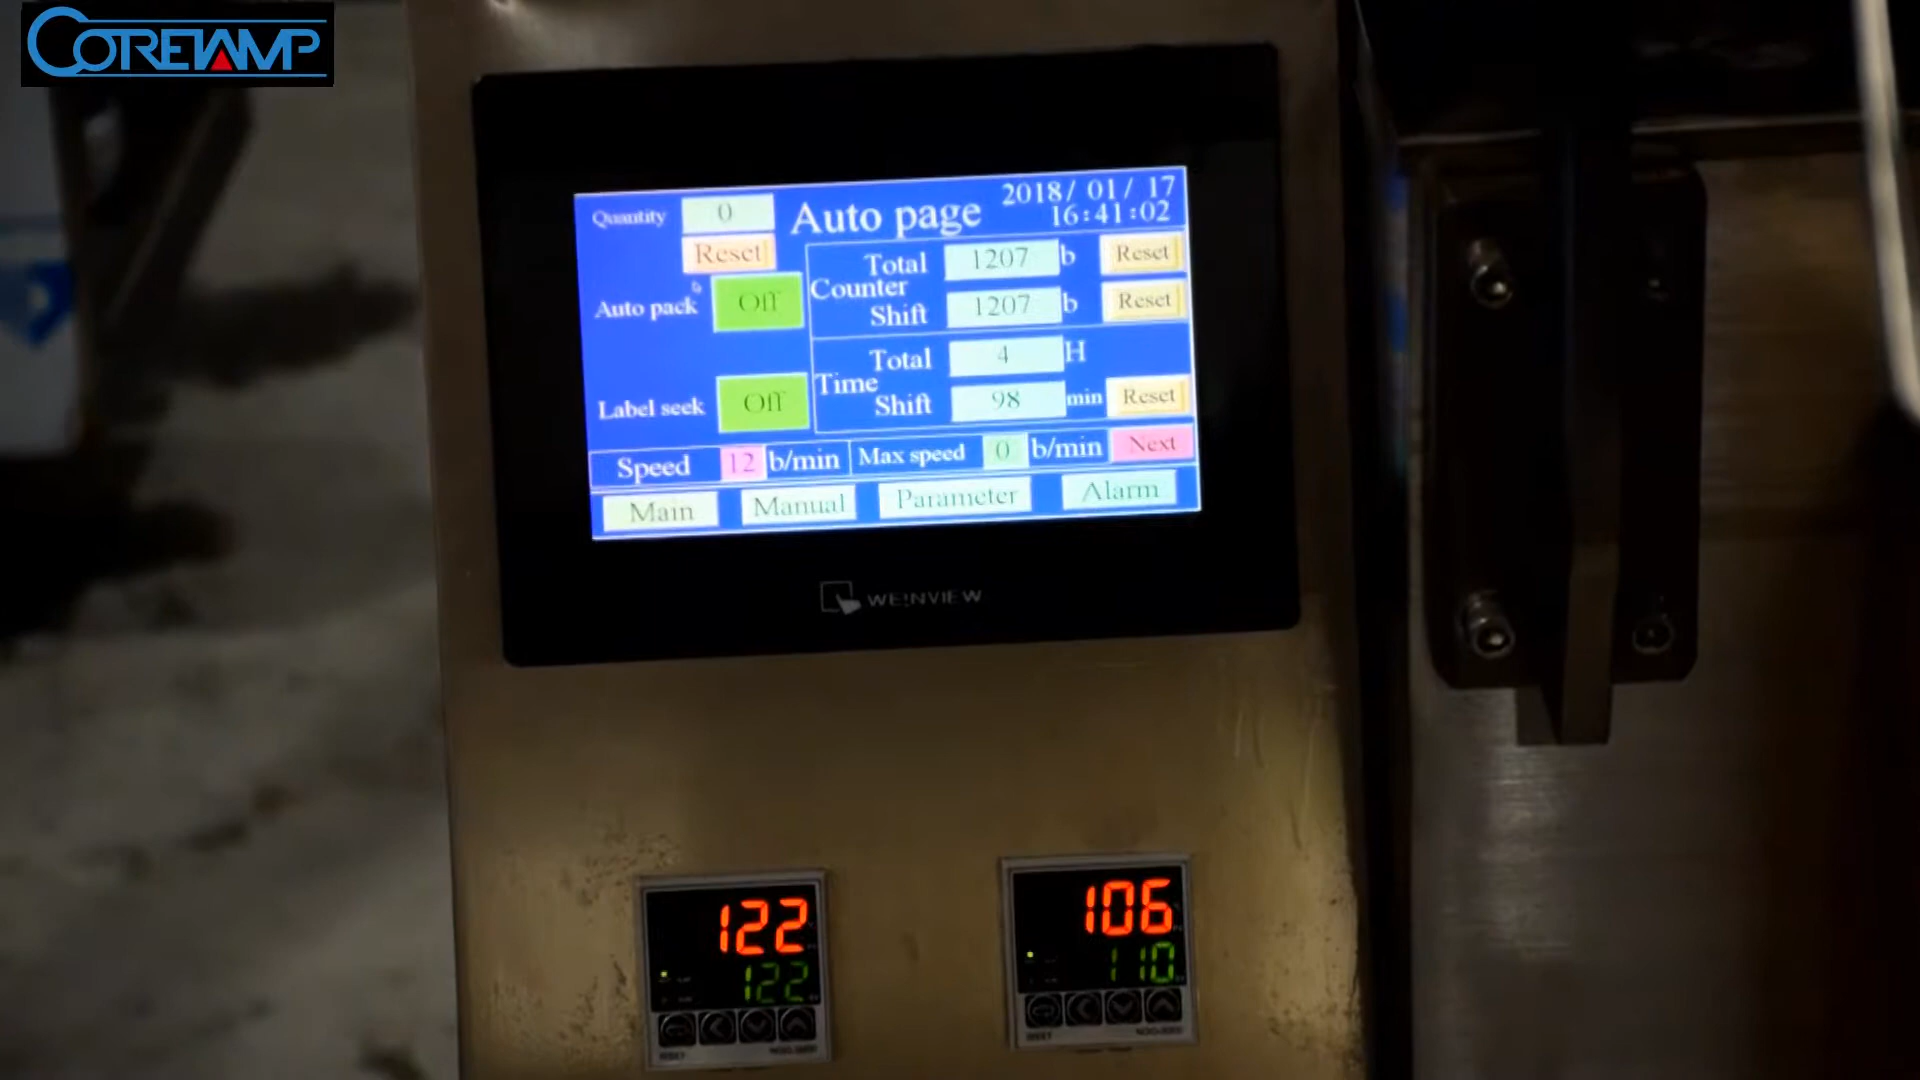 COREVAMP
Quantity 0 Auto page 2018/ 01/ 17
16:41:02
Reset
Total 1207 b Reset
Counter
Auto pack Off Shift 1207 b Reset
Total 4 H
Time
Label seek Off Shift 98 min Reset
Speed 12 b/min Max speed 0 b/min Next
Main Manual Parameter Alarm
WEINVIEW
122
122
106
110